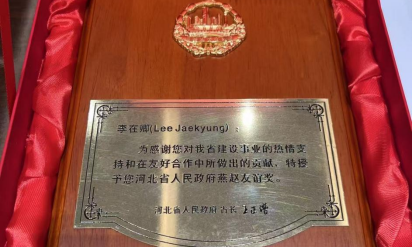 李在卿(Lee Jaekyung)：
为感谢您对我省建设事业的热情支
持和在友好合作中所做出的贡献，特授
予您河北省人民政府燕赵友谊奖。
河北省人民政府省长